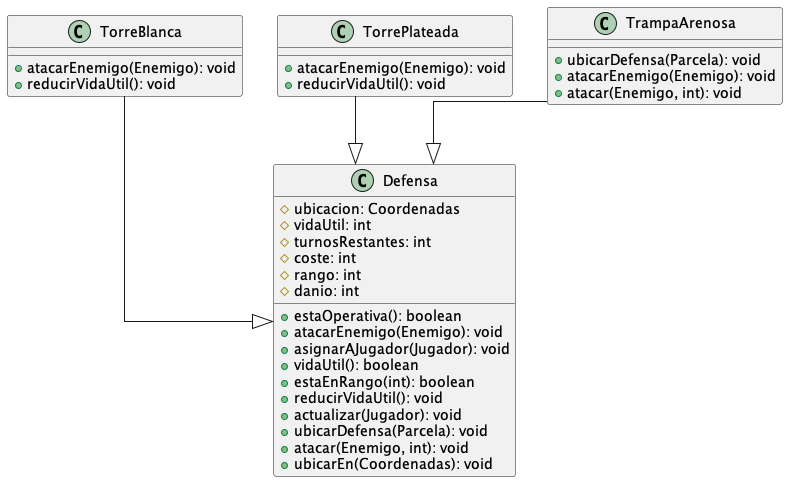 C TorreBlanca
atacarEnemigo(Enemigo): void
reducirVidaUtil(): void
C TorrePlateada
atacarEnemigo(Enemigo): void
reducirVidaUtil(): void
C TrampaArenosa
ubicarDefensa(Parcela): void
atacarEnemigo(Enemigo): void
atacar(Enemigo, int): void
C Defensa
ubicacion: Coordenadas
vidaUtil: int
turnosRestantes: int
coste: int
rango: int
danio: int
estaOperativa(): boolean
atacarEnemigo(Enemigo): void
asignarAJugador(Jugador): void
vidaUtil(): boolean
estaEnRango(int): boolean
reducirVidaUtil(): void
actualizar(Jugador): void
ubicarDefensa(Parcela): void
atacar(Enemigo, int): void
ubicarEn(Coordenadas): void